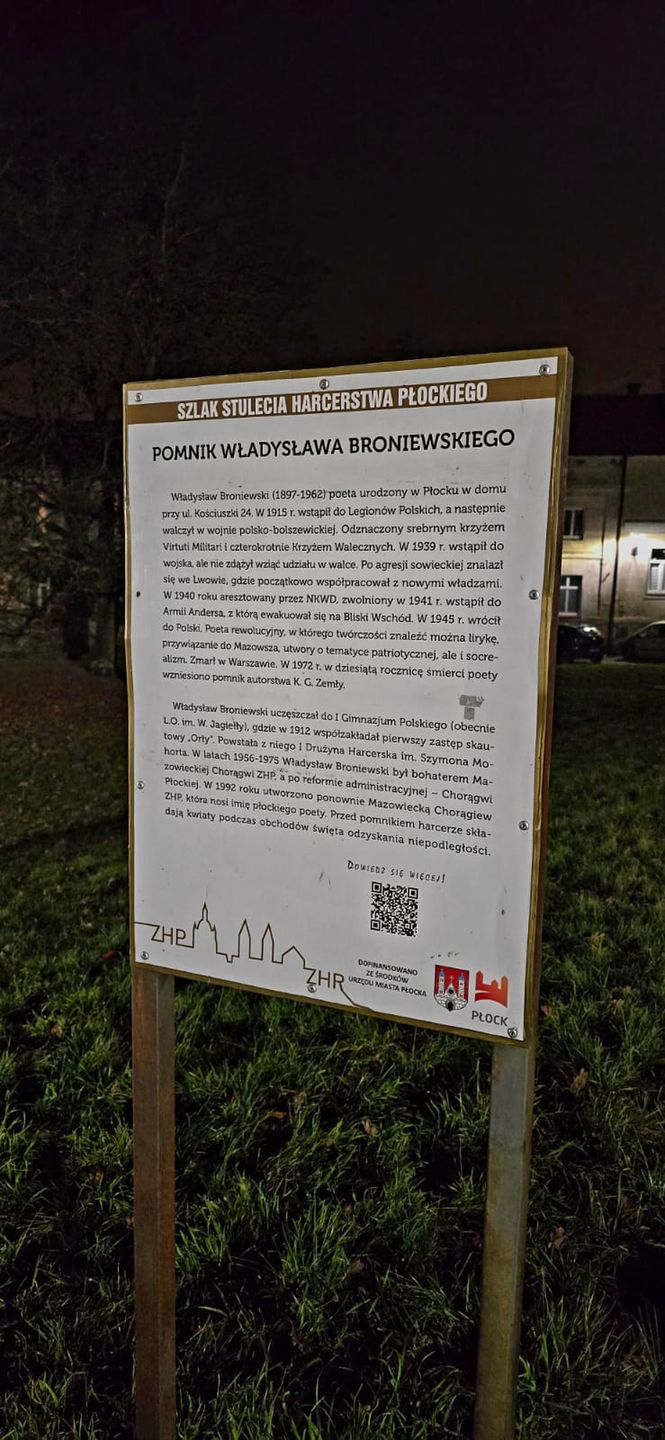 SZLAK STULECIA HARCERSTWA PŁOCKIEGO
POMNIK WŁADYSŁAWA BRONIEWSKIEGO
Władysław Broniewski (1897-1962) poeta urodzony w Płocku w domu
przy ul. Kościuszki 24. W 1915 r. wstąpił do Legionów Polskich, a następnie
walczył w wojnie polsko-bolszewickiej. Odznaczony srebrnym krzyżem
Virtuti Militari i czterokrotnie Krzyżem Walecznych. W 1939 r. wstąpił do
wojska, ale nie zdążył wziąć udziału w walce. Po agresji sowieckiej znalazł
się we Lwowie, gdzie początkowo współpracował z nowymi władzami.
W 1940 roku aresztowany przez NKWD, zwolniony w 1941 r. wstąpił do
Armii Andersa, z którą ewakuował się na Bliski Wschód. W 1945 r. wrócił
do Polski. Poeta rewolucyjny, w którego twórczości znaleźć można lirykę,
przywiązanie do Mazowsza, utwory o tematyce patriotycznej, ale i socre-
alizm. Zmarł w Warszawie. W 1972 r. w dziesiątą rocznicę śmierci poety
wzniesiono pomnik autorstwa K. G. Zemły.
Władysław Broniewski uczęszczał do I Gimnazjum Polskiego (obecnie
L.O. im. W. Jagiełły), gdzie w 1912 współzakładał pierwszy zastęp skau-
towy „Orły”. Powstała z niego I Drużyna Harcerska im. Szymona Mo-
horta. W latach 1956-1975 Władysław Broniewski był bohaterem Ma-
zowieckiej Chorągwi ZHP, a po reformie administracyjnej – Chorągwi
Płockiej. W 1992 roku utworzono ponownie Mazowiecką Chorągiew
ZHP, która nosi imię płockiego poety. Przed pomnikiem harcerze skła-
dają kwiaty podczas obchodów święta odzyskania niepodległości.
DOWIEDZ SIĘ WIĘCEJ!
ZHP
ZHR
DOFINANSOWANO
ZE ŚRODKÓW
URZĘDU MIASTA PŁOCKA
PŁOCK